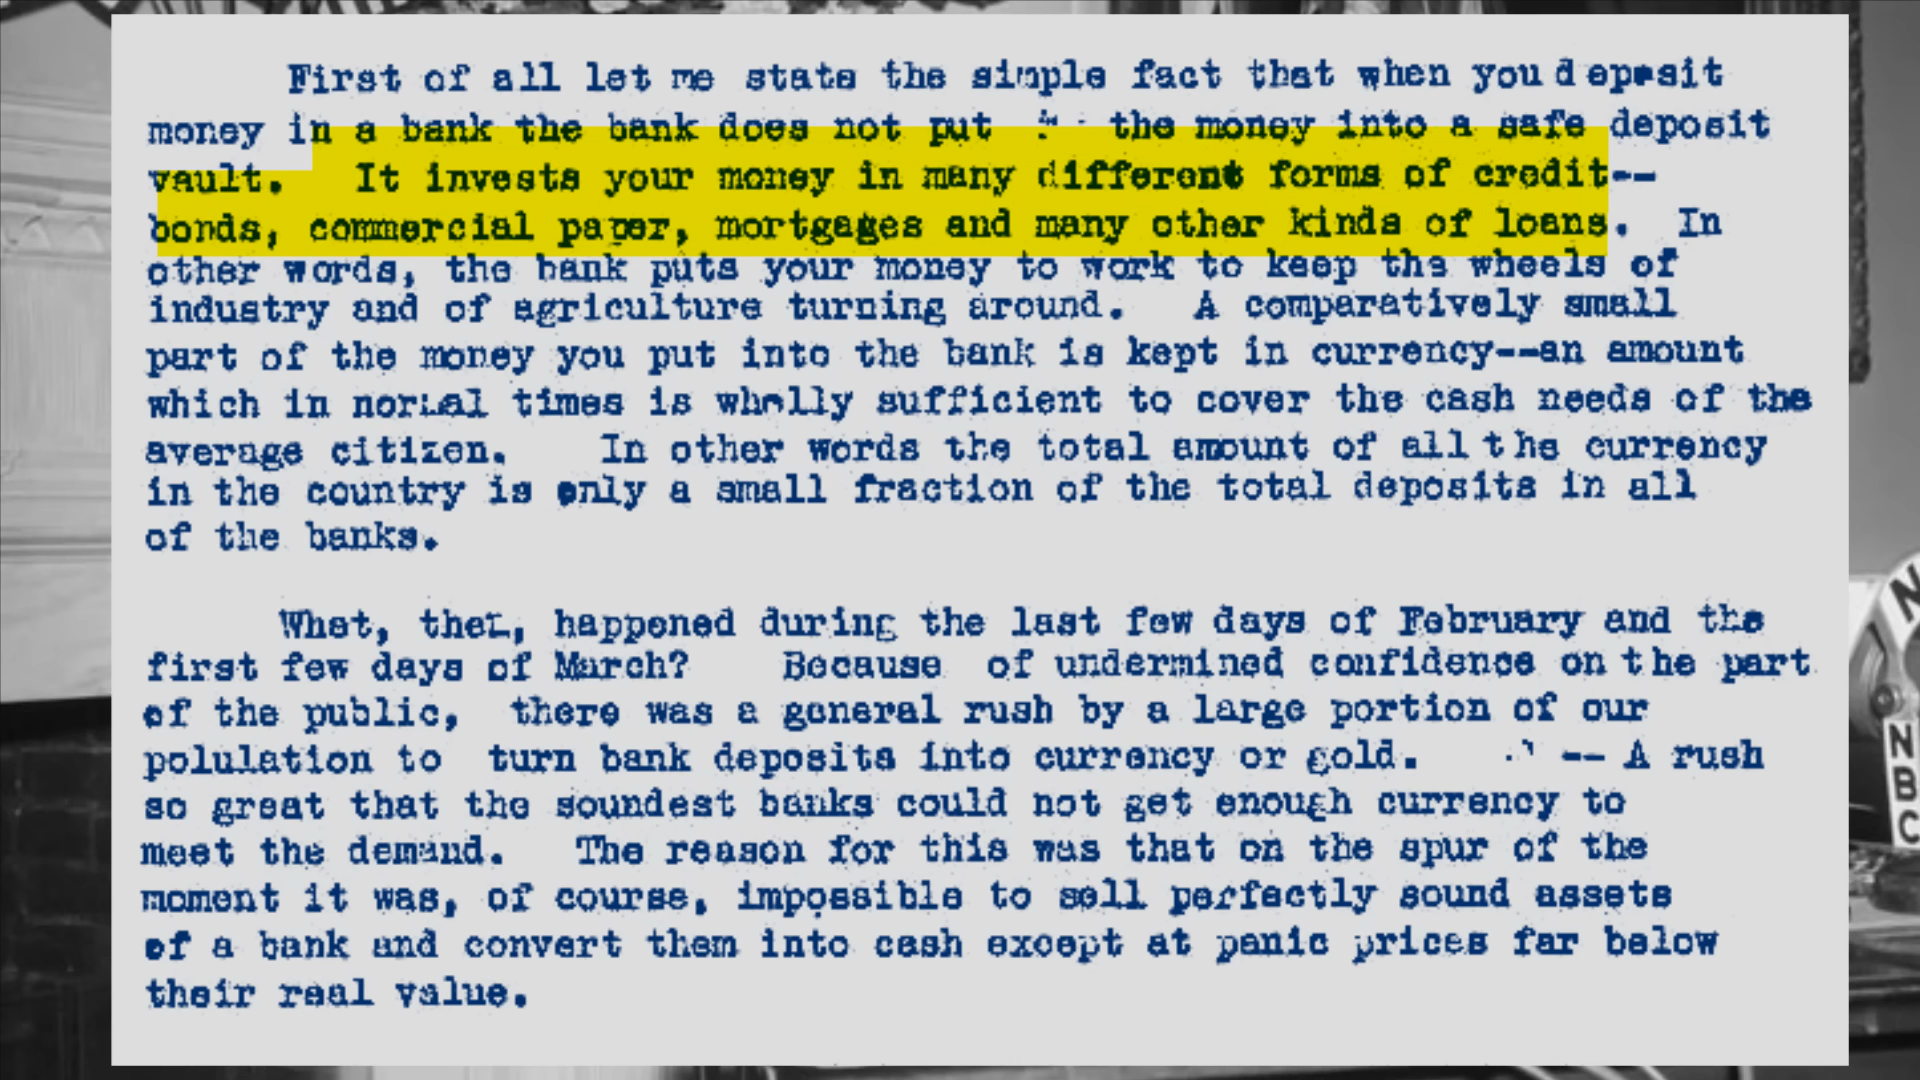 First of all let me state the simple fact that when you deposit
money in a bank the bank does not put the money into a safe deposit
vault. It invests your money in many different forms of credit--
bonds, commercial paper, mortgages and many other kinds of loans. In
other words, the bank puts your money to work to keep the wheels of
industry and of agriculture turning around. A comparatively small
part of the money you put into the bank is kept in currency--an amount
which in normal times is wholly sufficient to cover the cash needs of the
average citizen. In other words the total amount of all the currency
in the country is only a small fraction of the total deposits in all
of the banks.
What, then, happened during the last few days of February and the
first few days of March? Because of undermined confidence on the part
of the public, there was a general rush by a large portion of our
polulation to turn bank deposits into currency or gold. -- A rush
so great that the soundest banks could not get enough currency to
meet the demand. The reason for this was that on the spur of the
moment it was, of course, impossible to sell perfectly sound assets
of a bank and convert them into cash except at panic prices far below
their real value.
N
NBC